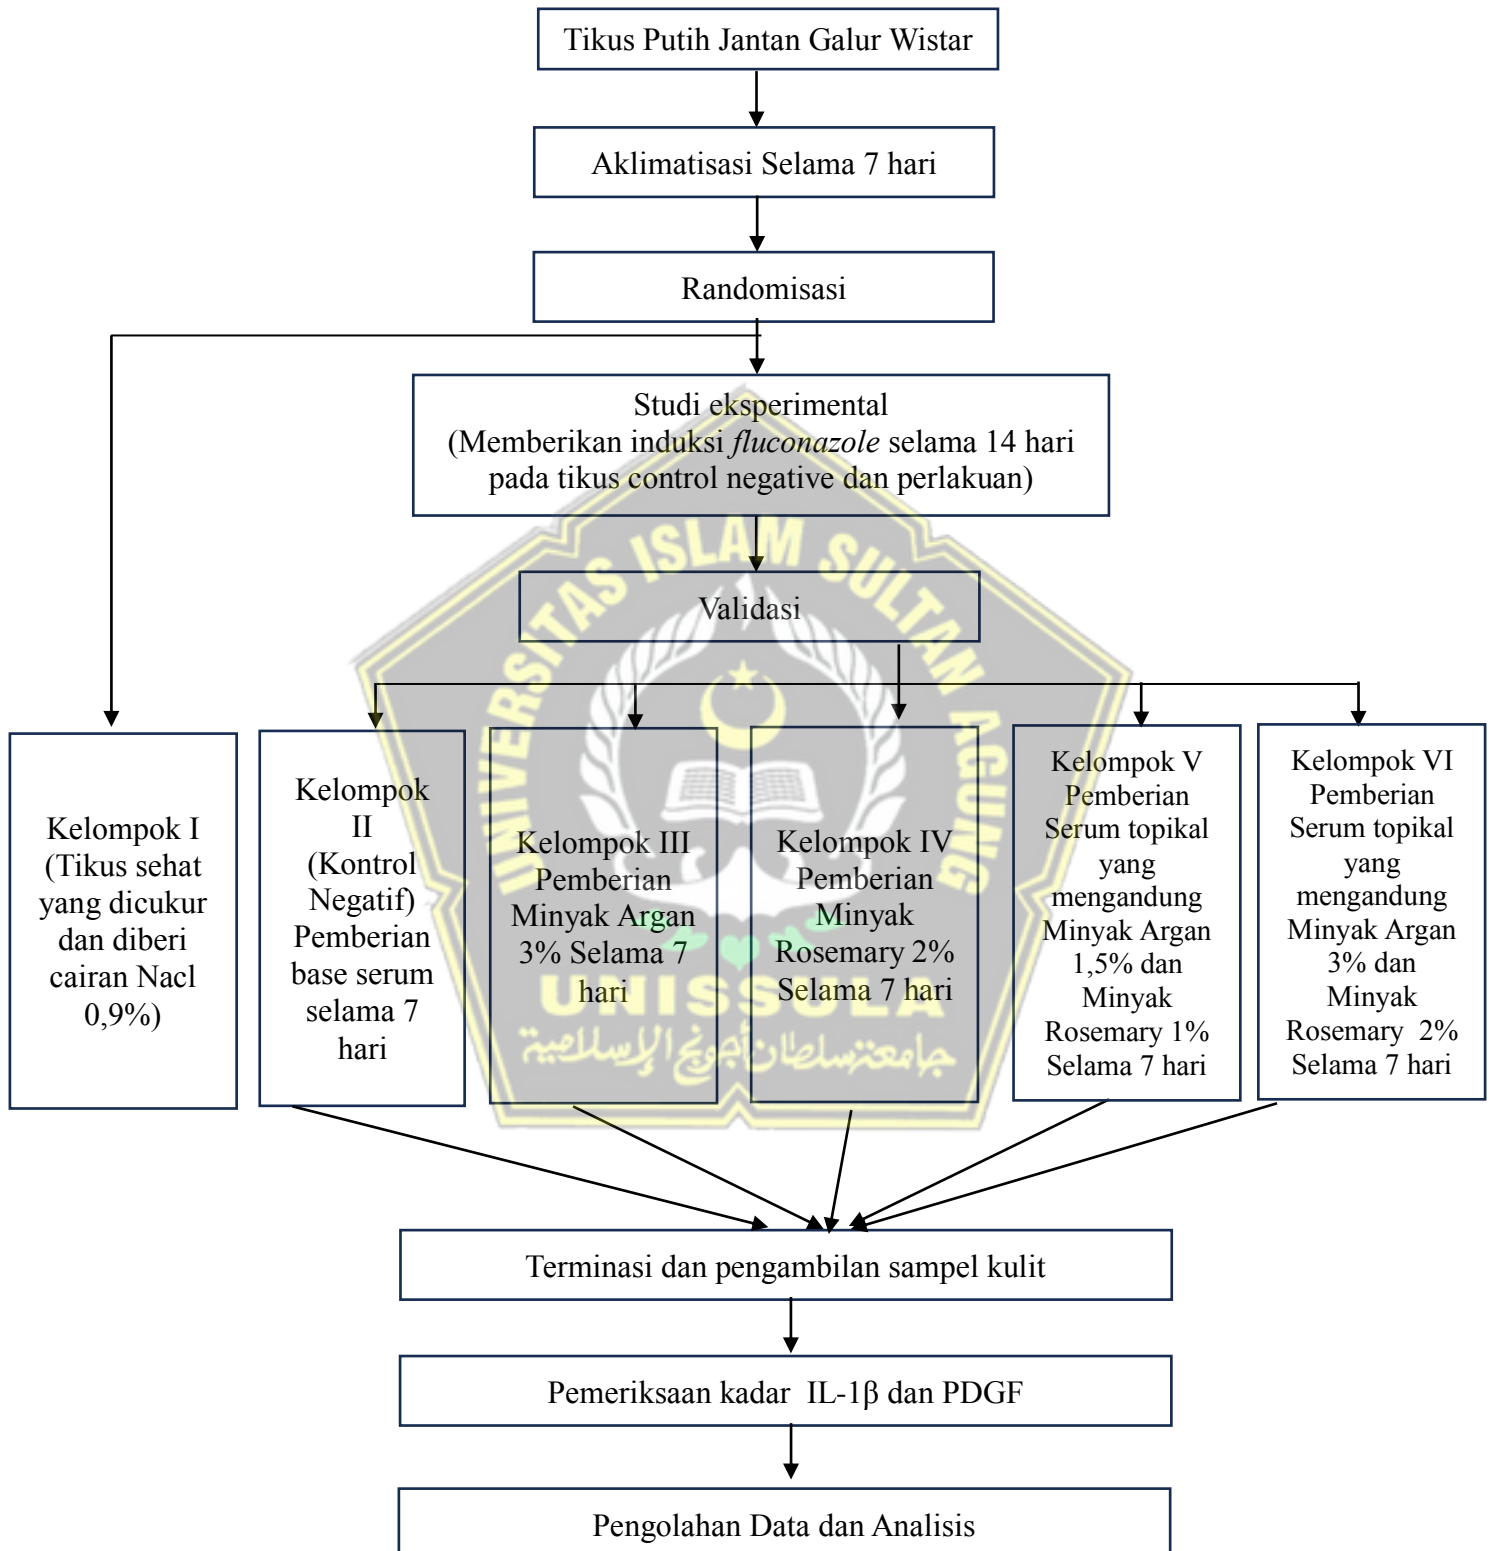 Tikus Putih Jantan Galur Wistar
Aklimatisasi Selama 7 hari
Randomisasi
Studi eksperimental
(Memberikan induksi fluconazole selama 14 hari
pada tikus control negative dan perlakuan)
Validasi
Kelompok I
(Tikus sehat
yang dicukur
dan diberi
cairan Nacl
0,9%)
Kelompok
II
(Kontrol
Negatif)
Pemberian
base serum
selama 7
hari
Kelompok III
Pemberian
Minyak Argan
3% Selama 7
hari
Kelompok IV
Pemberian
Minyak
Rosemary 2%
Selama 7 hari
Kelompok V
Pemberian
Serum topikal
yang
mengandung
Minyak Argan
1,5% dan
Minyak
Rosemary 1%
Selama 7 hari
Kelompok VI
Pemberian
Serum topikal
yang
mengandung
Minyak Argan
3% dan
Minyak
Rosemary 2%
Selama 7 hari
Terminasi dan pengambilan sampel kulit
Pemeriksaan kadar IL-1β dan PDGF
Pengolahan Data dan Analisis
UNIVERSITAS ISLAM SULTAN AGUNG
UNISSULA
جامعتسلطان أجونج الإسلامية